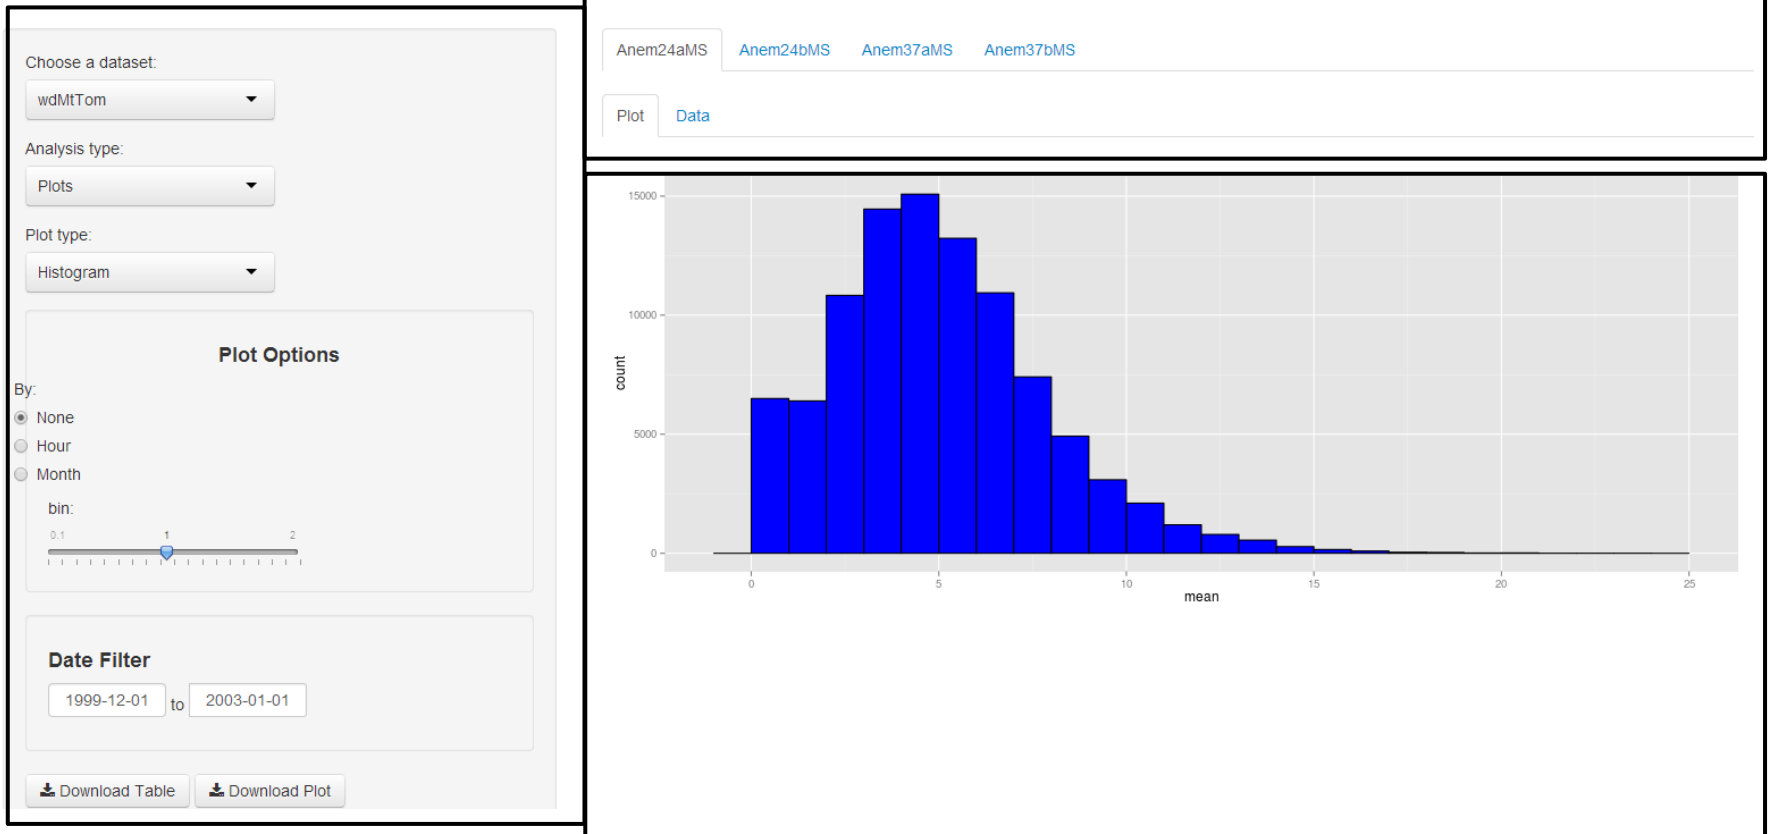 Choose a dataset:
wdMtTom
Analysis type:
Plots
Plot type:
Histogram
Plot Options
By:
None
Hour
Month
bin:
0.1 1 2
Date Filter
1999-12-01 to 2003-01-01
Download Table Download Plot
Anem24aMS Anem24bMS Anem37aMS Anem37bMS
Plot Data
15000
10000
5000
0
count
0 5 10 15 20 25
mean